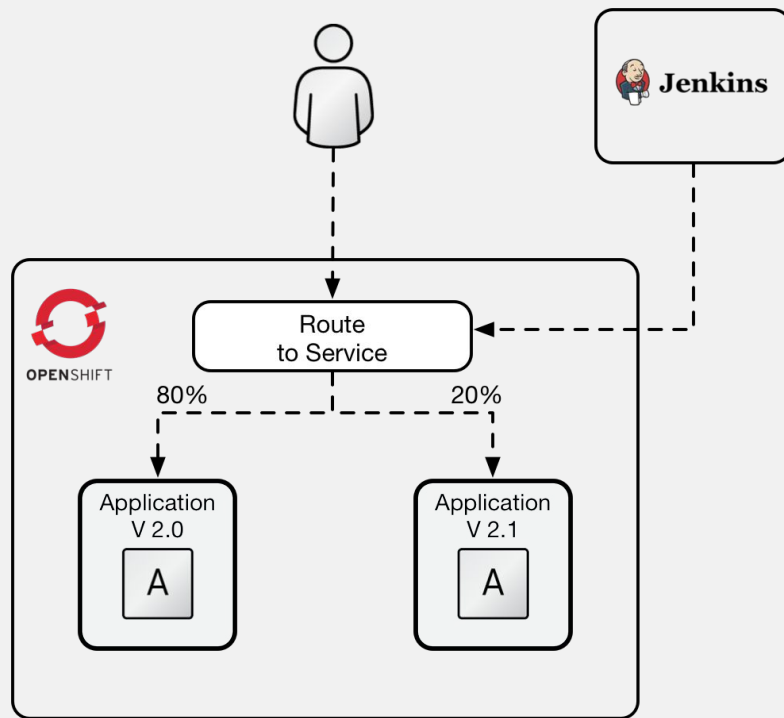 Jenkins
Route
to Service
OPENSHIFT
80%
20%
Application
V 2.0
A
Application
V 2.1
A